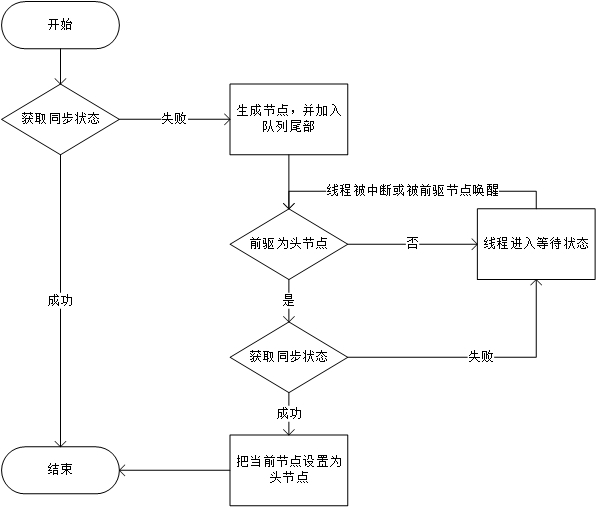 开始
获取同步状态
失败
生成节点，并加入
队列尾部
线程被中断或被前驱节点唤醒
前驱为头节点
否
线程进入等待状态
是
成功
获取同步状态
失败
成功
结束
把当前节点设置为
头节点